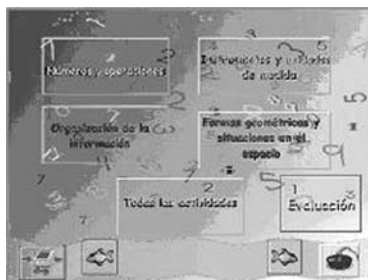 Números y operaciones
Instrumentos y unidades
de medida
Organización de la
información
Formas geométricas y
situaciones en el
espacio
Todas las actividades
Evaluación